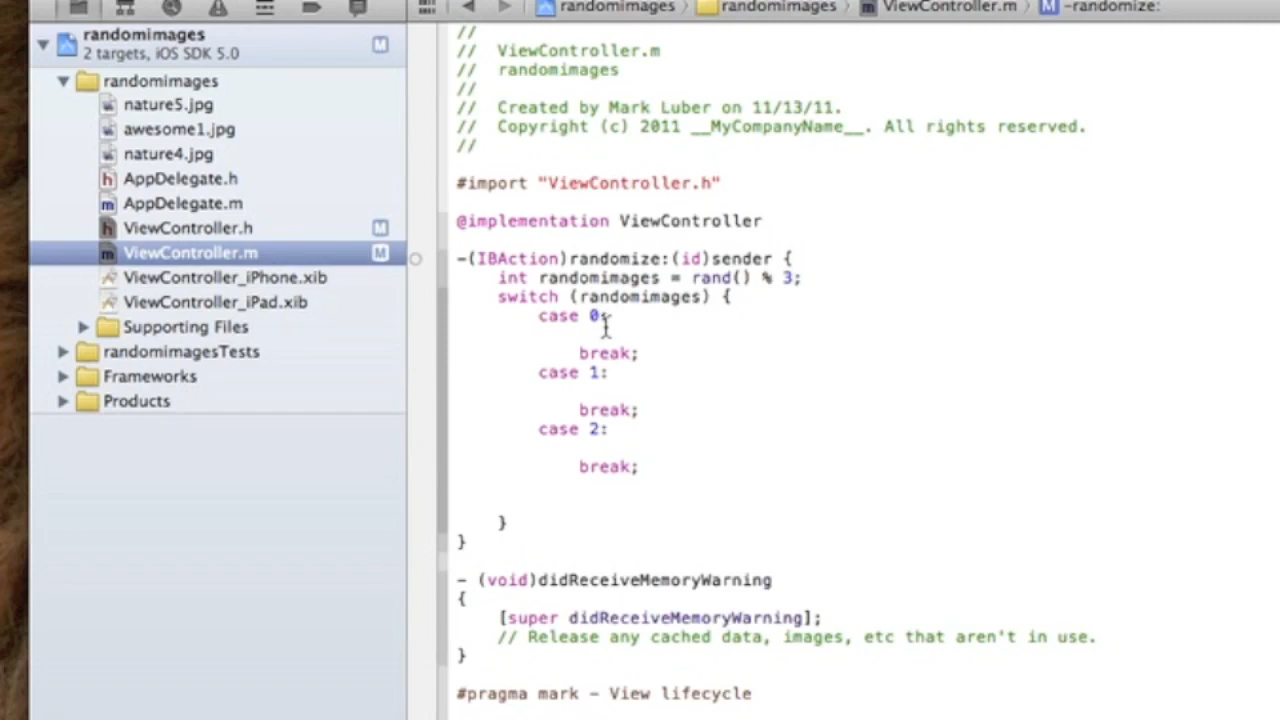 randomimages › randomimages › ViewController.m › M -randomize:
randomimages M
2 targets, iOS SDK 5.0
randomimages
nature5.jpg
awesome1.jpg
nature4.jpg
h AppDelegate.h
m AppDelegate.m
h ViewController.h M
m ViewController.m M
ViewController_iPhone.xib
ViewController_iPad.xib
Supporting Files
randomimagesTests
Frameworks
Products
//
//  ViewController.m
//  randomimages
//
//  Created by Mark Luber on 11/13/11.
//  Copyright (c) 2011 __MyCompanyName__. All rights reserved.
//
#import "ViewController.h"
@implementation ViewController
-(IBAction)randomize:(id)sender {
    int randomimages = rand() % 3;
    switch (randomimages) {
        case 0:
            break;
        case 1:
            break;
        case 2:
            break;
    }
}
- (void)didReceiveMemoryWarning
{
    [super didReceiveMemoryWarning];
    // Release any cached data, images, etc that aren't in use.
}
#pragma mark - View lifecycle